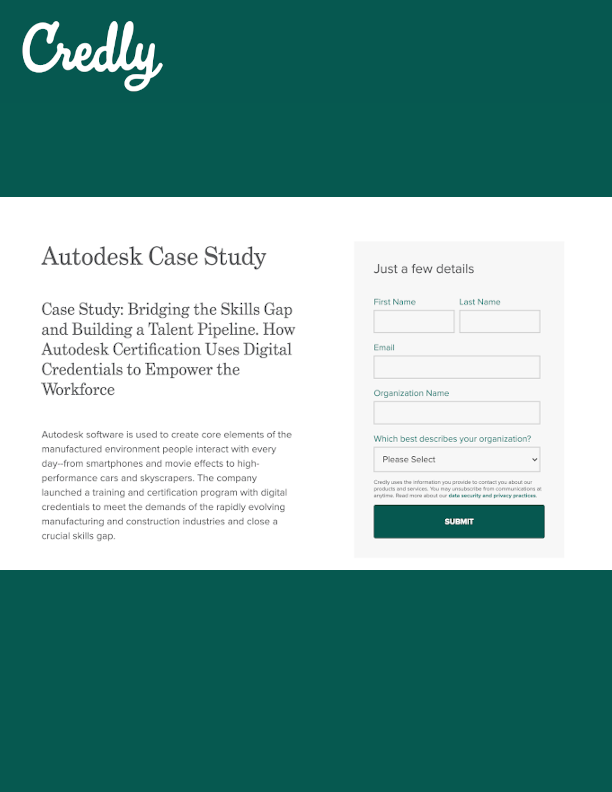 Credly
Autodesk Case Study
Case Study: Bridging the Skills Gap
and Building a Talent Pipeline. How
Autodesk Certification Uses Digital
Credentials to Empower the
Workforce
Autodesk software is used to create core elements of the
manufactured environment people interact with every
day–from smartphones and movie effects to high-
performance cars and skyscrapers. The company
launched a training and certification program with digital
credentials to meet the demands of the rapidly evolving
manufacturing and construction industries and close a
crucial skills gap.
Just a few details
First Name Last Name
Email
Organization Name
Which best describes your organization?
Please Select
Credly uses the information you provide to contact you about our
products and services. You may unsubscribe from communications at
anytime. Read more about our data security and privacy practices.
SUBMIT